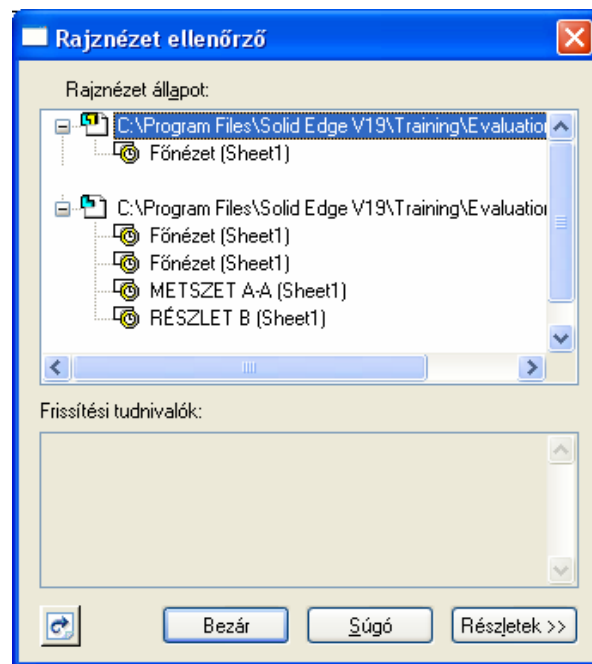 Rajznézet ellenőrző
Rajznézet állapot:
C:\Program Files\Solid Edge V19\Training\Evaluation
Főnézet (Sheet1)
C:\Program Files\Solid Edge V19\Training\Evaluation
Főnézet (Sheet1)
Főnézet (Sheet1)
METSZET A-A (Sheet1)
RÉSZLET B (Sheet1)
Frissítési tudnivalók:
Bezár Súgó Részletek >>